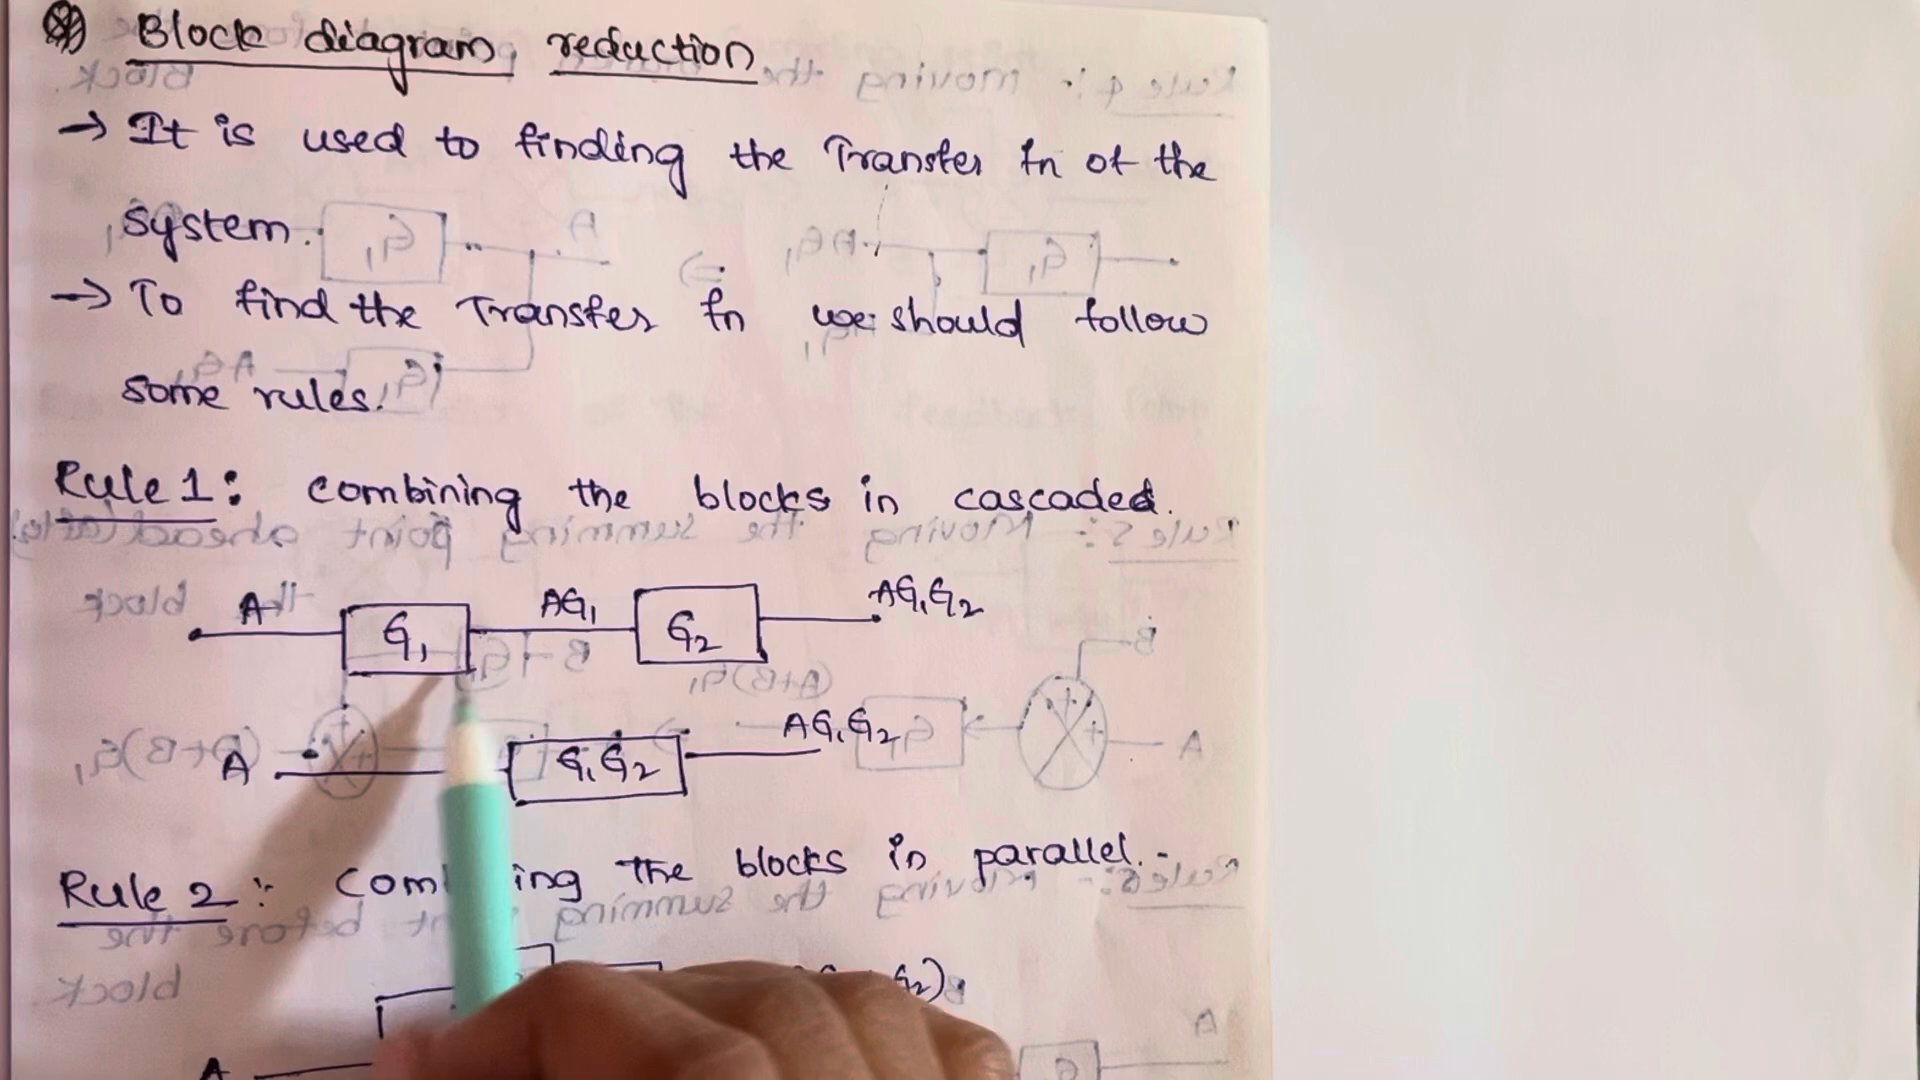 Block diagram reduction
→ It is used to finding the Transfer fn of the
system.
→ To find the Transfer fn we should follow
some rules.
Rule 1: combining the blocks in cascaded.
A G₁ AG₁ G₂ AG₁G₂
A G₁G₂ AG₁G₂
Rule 2: the blocks in parallel.
A